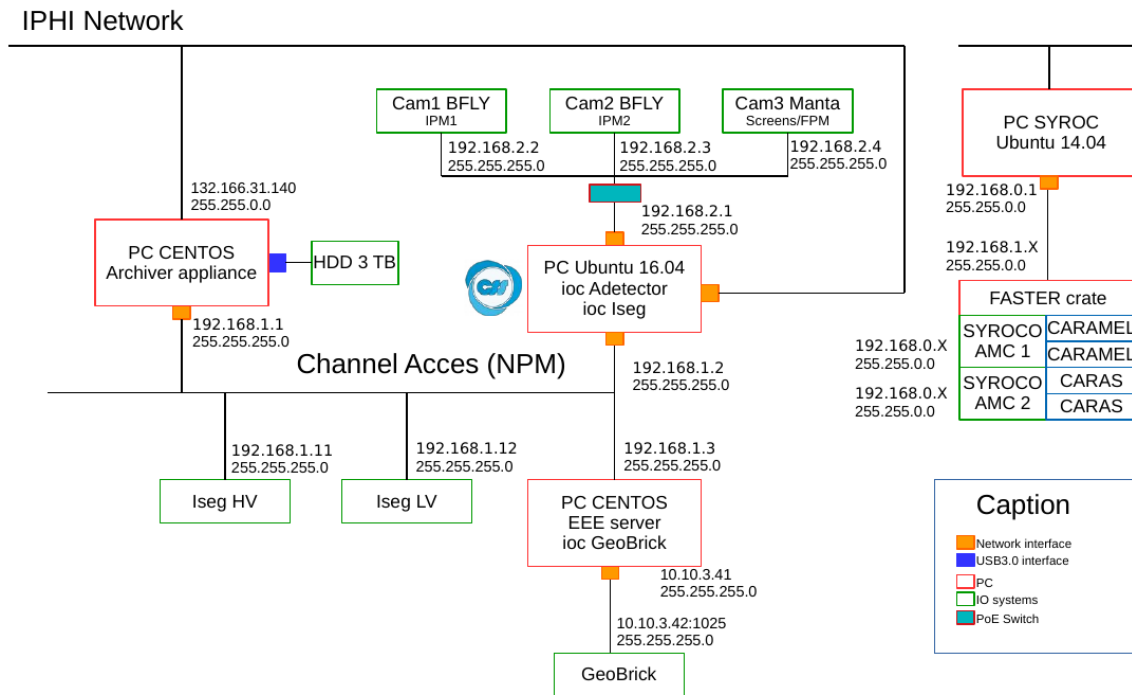 IPHI Network
Cam1 BFLY
IPM1
Cam2 BFLY
IPM2
Cam3 Manta
Screens/FPM
PC SYROC
Ubuntu 14.04
192.168.2.2
255.255.255.0
192.168.2.3
255.255.255.0
192.168.2.4
255.255.255.0
132.166.31.140
255.255.0.0
192.168.0.1
255.255.0.0
192.168.2.1
255.255.255.0
PC CENTOS
Archiver appliance
HDD 3 TB
CSS
PC Ubuntu 16.04
ioc Adetector
ioc Iseg
192.168.1.X
255.255.0.0
FASTER crate
192.168.1.1
255.255.255.0
SYROCO
AMC 1
CARAMEL
CARAMEL
192.168.0.X
255.255.0.0
Channel Acces (NPM)
192.168.1.2
255.255.255.0
SYROCO
AMC 2
CARAS
CARAS
192.168.0.X
255.255.0.0
192.168.1.11
255.255.255.0
192.168.1.12
255.255.255.0
192.168.1.3
255.255.255.0
Iseg HV
Iseg LV
PC CENTOS
EEE server
ioc GeoBrick
10.10.3.41
255.255.255.0
10.10.3.42:1025
255.255.255.0
GeoBrick
Caption
Network interface
USB3.0 interface
PC
IO systems
PoE Switch